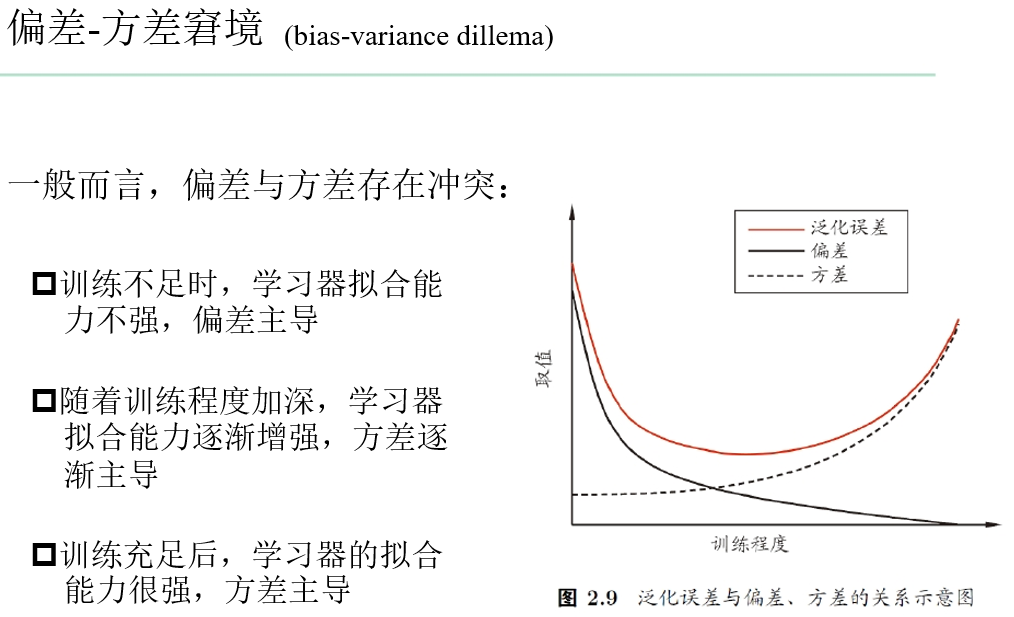 偏差-方差窘境 (bias-variance dillema)
一般而言，偏差与方差存在冲突：
训练不足时，学习器拟合能
力不强，偏差主导
随着训练程度加深，学习器
拟合能力逐渐增强，方差逐
渐主导
训练充足后，学习器的拟合
能力很强，方差主导
泛化误差
偏差
方差
取值
训练程度
图 2.9 泛化误差与偏差、方差的关系示意图